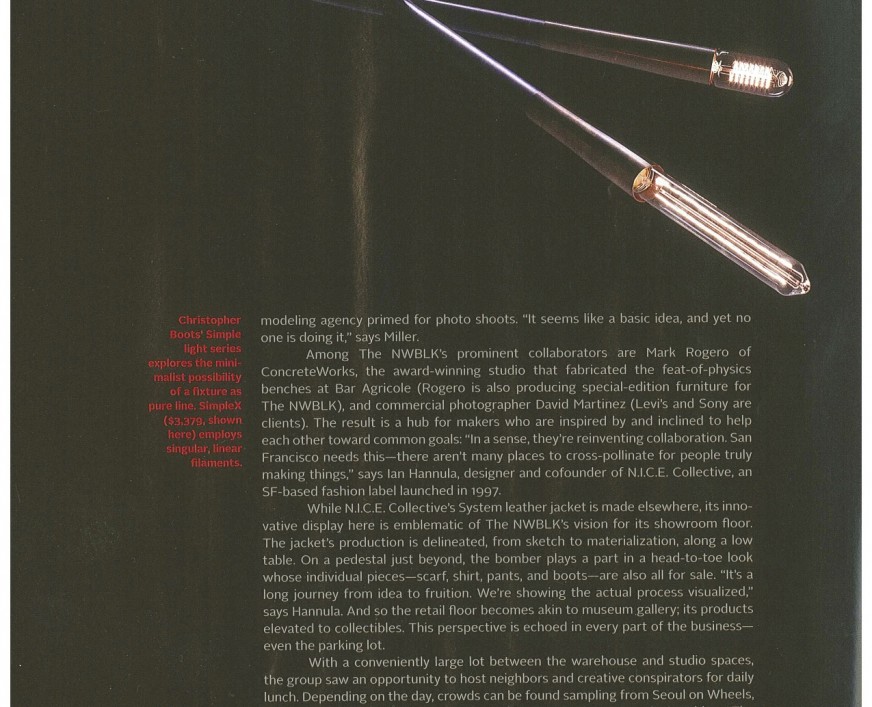 Christopher
Boots' Simple
light series
explores the mini-
malist possibility
of a fixture as
pure line. SimpleX
($3,379, shown
here) employs
singular, linear
filaments.
modeling agency primed for photo shoots. “It seems like a basic idea, and yet no
one is doing it,” says Miller.
Among The NWBLK's prominent collaborators are Mark Rogero of
ConcreteWorks, the award-winning studio that fabricated the feat-of-physics
benches at Bar Agricole (Rogero is also producing special-edition furniture for
The NWBLK), and commercial photographer David Martinez (Levi's and Sony are
clients). The result is a hub for makers who are inspired by and inclined to help
each other toward common goals: “In a sense, they're reinventing collaboration. San
Francisco needs this—there aren't many places to cross-pollinate for people truly
making things,” says Ian Hannula, designer and cofounder of N.I.C.E. Collective, an
SF-based fashion label launched in 1997.
While N.I.C.E. Collective's System leather jacket is made elsewhere, its inno-
vative display here is emblematic of The NWBLK's vision for its showroom floor.
The jacket's production is delineated, from sketch to materialization, along a low
table. On a pedestal just beyond, the bomber plays a part in a head-to-toe look
whose individual pieces—scarf, shirt, pants, and boots—are also all for sale. “It's a
long journey from idea to fruition. We're showing the actual process visualized,”
says Hannula. And so the retail floor becomes akin to museum gallery; its products
elevated to collectibles. This perspective is echoed in every part of the business—
even the parking lot.
With a conveniently large lot between the warehouse and studio spaces,
the group saw an opportunity to host neighbors and creative conspirators for daily
lunch. Depending on the day, crowds can be found sampling from Seoul on Wheels,